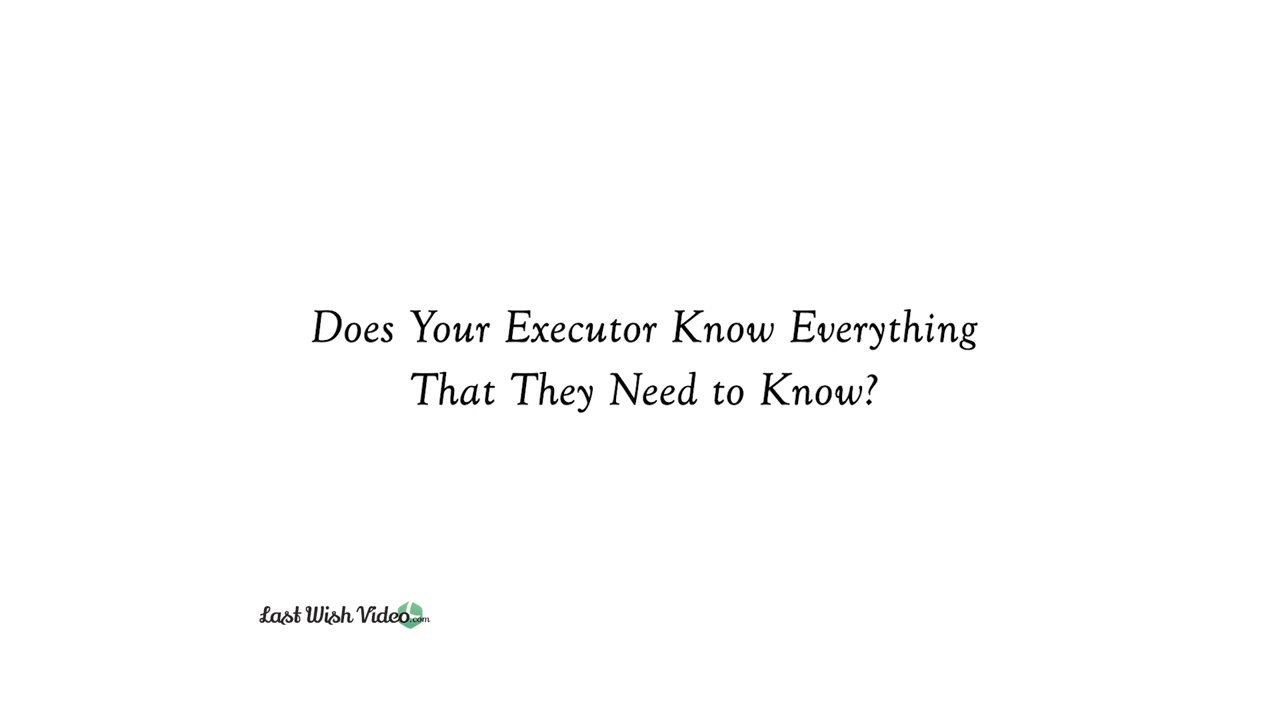 Does Your Executor Know Everything
That They Need to Know?
Last Wish Video.com